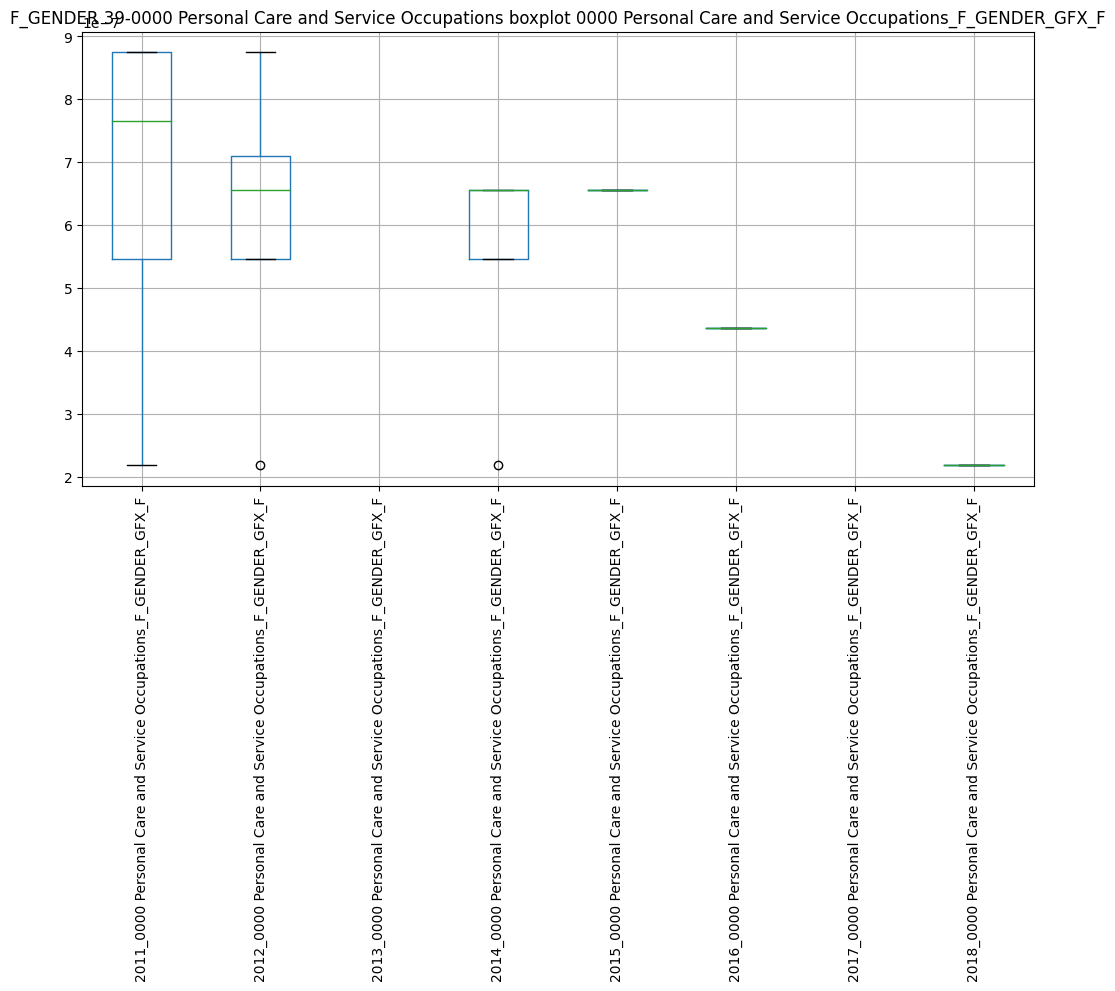 F_GENDER 39-0000 Personal Care and Service Occupations boxplot 0000 Personal Care and Service Occupations_F_GENDER_GFX_F
1e-7
9
8
7
6
5
4
3
2
2011_0000 Personal Care and Service Occupations_F_GENDER_GFX_F
2012_0000 Personal Care and Service Occupations_F_GENDER_GFX_F
2013_0000 Personal Care and Service Occupations_F_GENDER_GFX_F
2014_0000 Personal Care and Service Occupations_F_GENDER_GFX_F
2015_0000 Personal Care and Service Occupations_F_GENDER_GFX_F
2016_0000 Personal Care and Service Occupations_F_GENDER_GFX_F
2017_0000 Personal Care and Service Occupations_F_GENDER_GFX_F
2018_0000 Personal Care and Service Occupations_F_GENDER_GFX_F